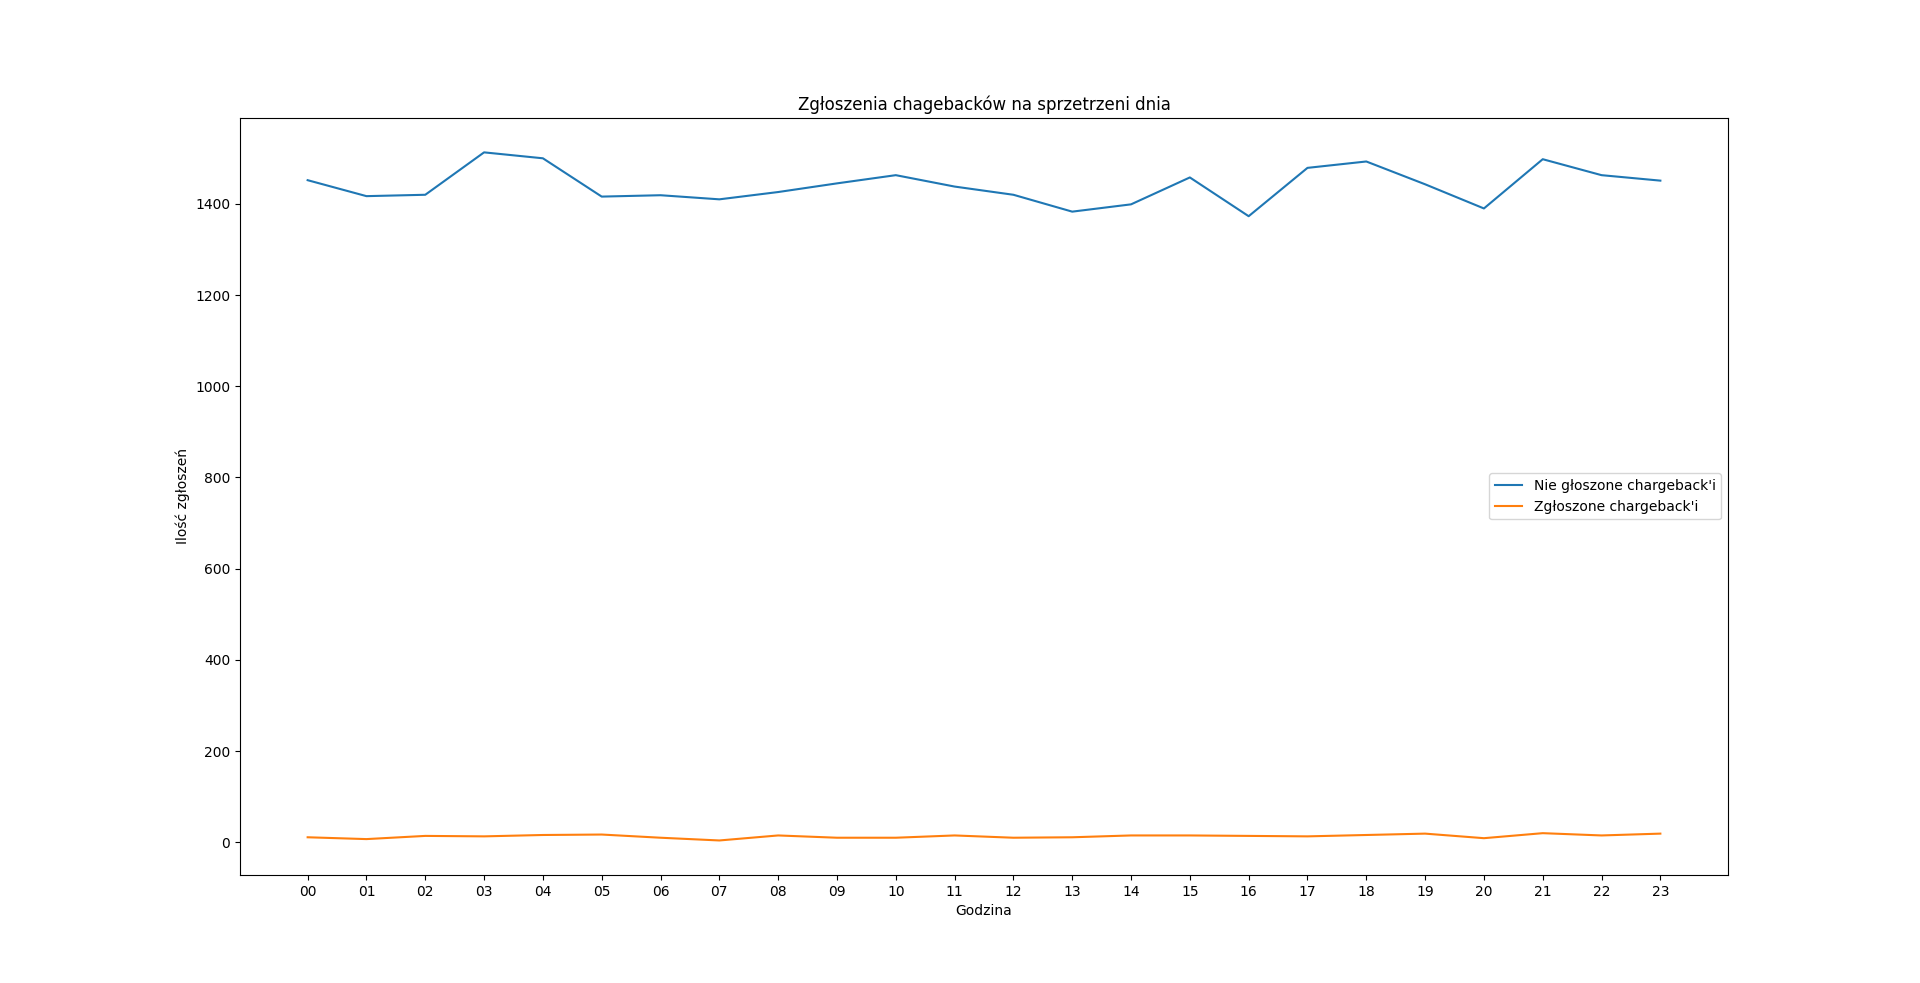 Zgłoszenia chagebacków na sprzetrzeni dnia
Ilość zgłoszeń
1400
1200
1000
800
600
400
200
0
Nie głoszone chargeback'i
Zgłoszone chargeback'i
00 01 02 03 04 05 06 07 08 09 10 11 12 13 14 15 16 17 18 19 20 21 22 23
Godzina